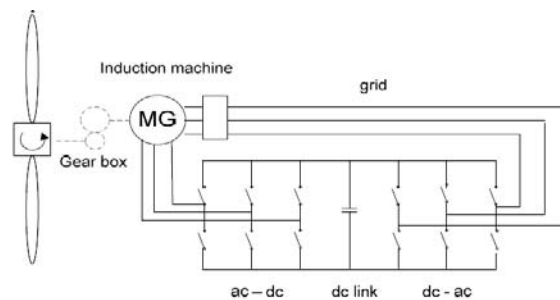 Induction machine
grid
MG
Gear box
ac – dc
dc link
dc - ac